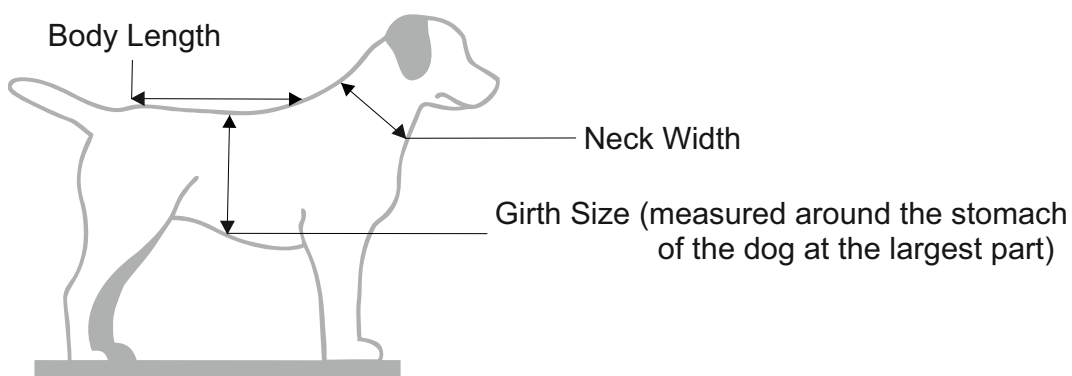 Body Length
Neck Width
Girth Size (measured around the stomach
of the dog at the largest part)